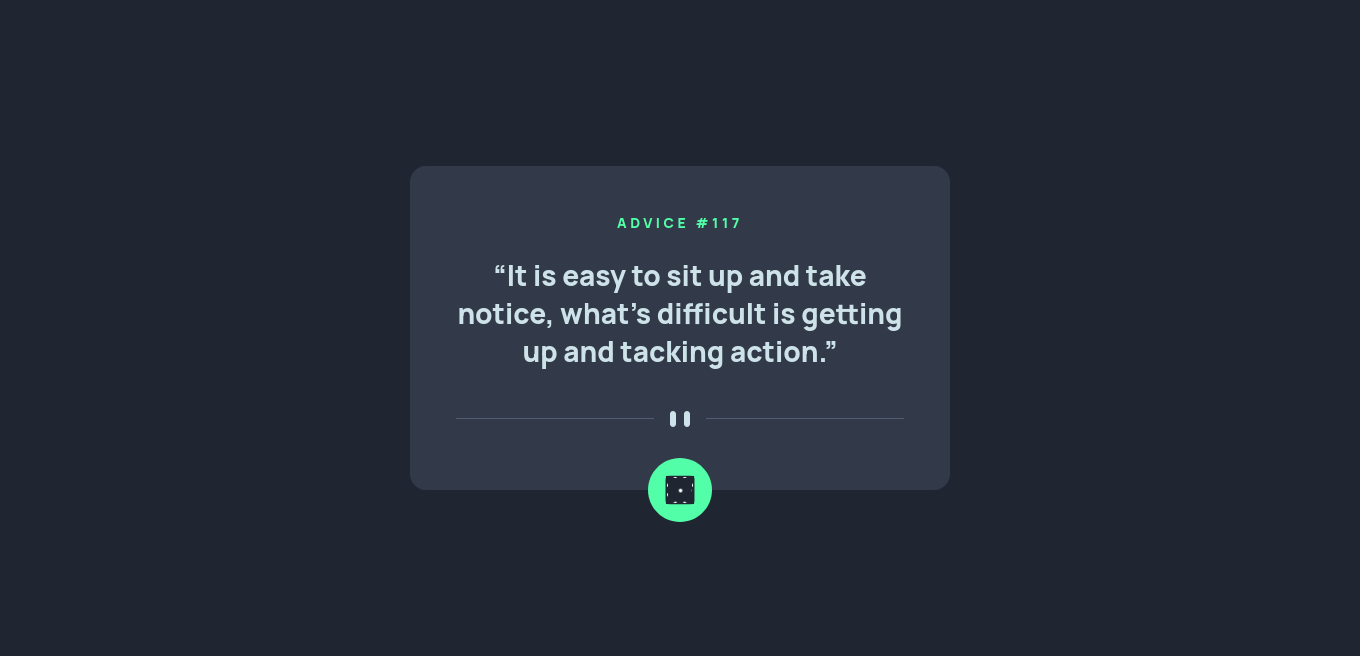 ADVICE #117
“It is easy to sit up and take
notice, what’s difficult is getting
up and tacking action.”